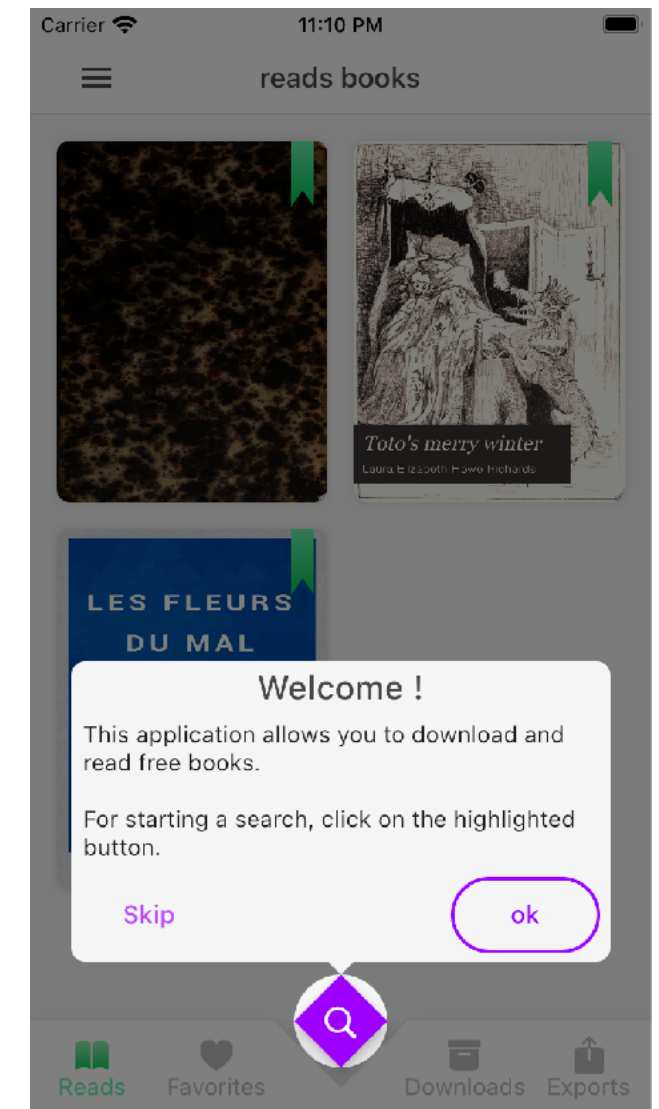 Carrier 11:10 PM
reads books
Toto's merry winter
Laura Elizabeth Howe Richards
LES FLEURS
DU MAL
Welcome !
This application allows you to download and
read free books.
For starting a search, click on the highlighted
button.
Skip ok
Reads Favorites Downloads Exports